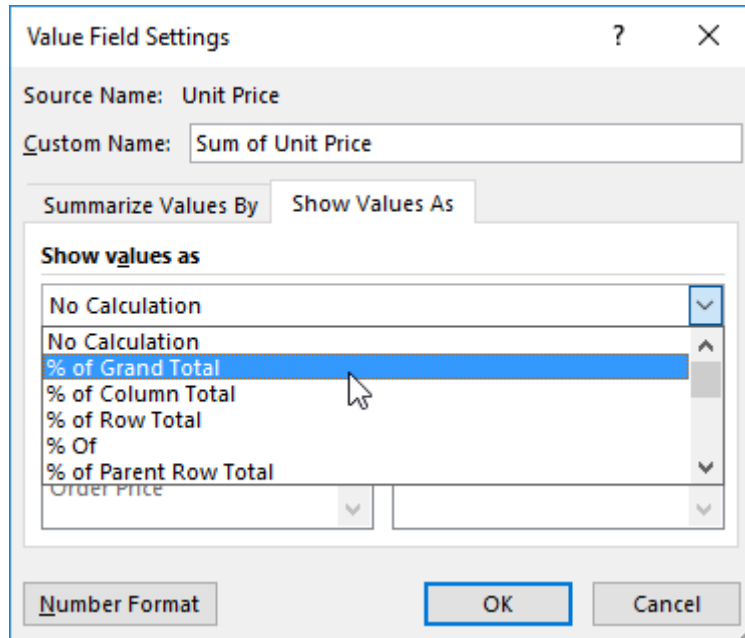 Value Field Settings ?
Source Name: Unit Price
Custom Name: Sum of Unit Price
Summarize Values By Show Values As
Show values as
No Calculation
No Calculation
% of Grand Total
% of Column Total
% of Row Total
% Of
% of Parent Row Total
Order Price
Number Format OK Cancel